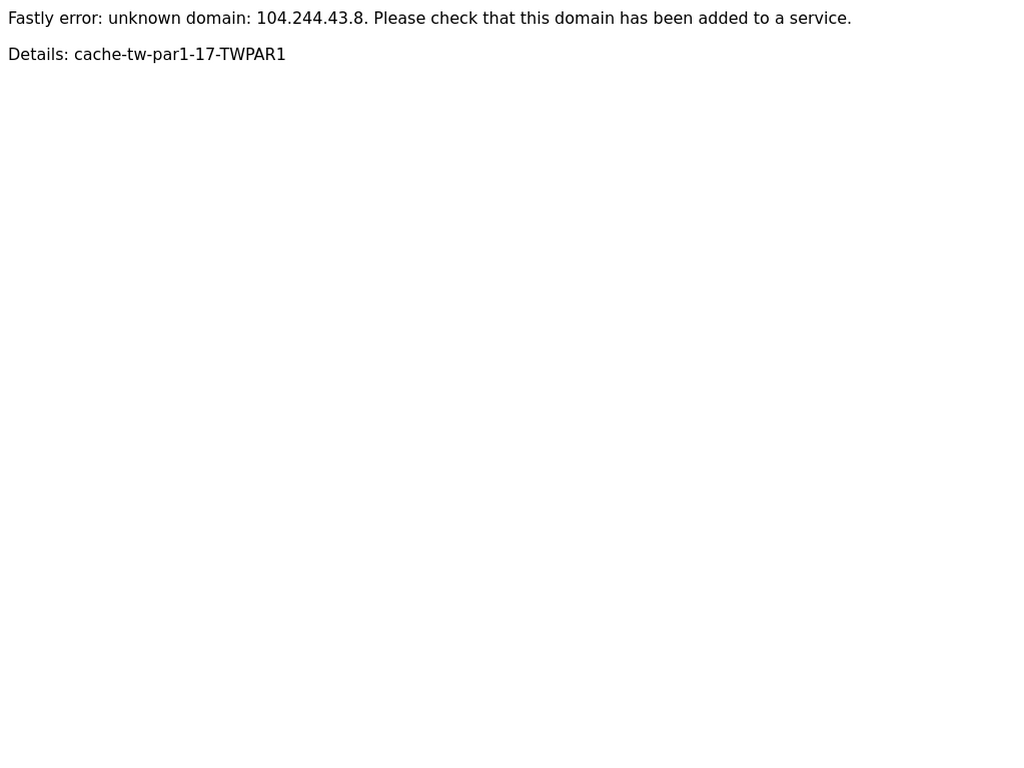 Fastly error: unknown domain: 104.244.43.8. Please check that this domain has been added to a service.
Details: cache-tw-par1-17-TWPAR1